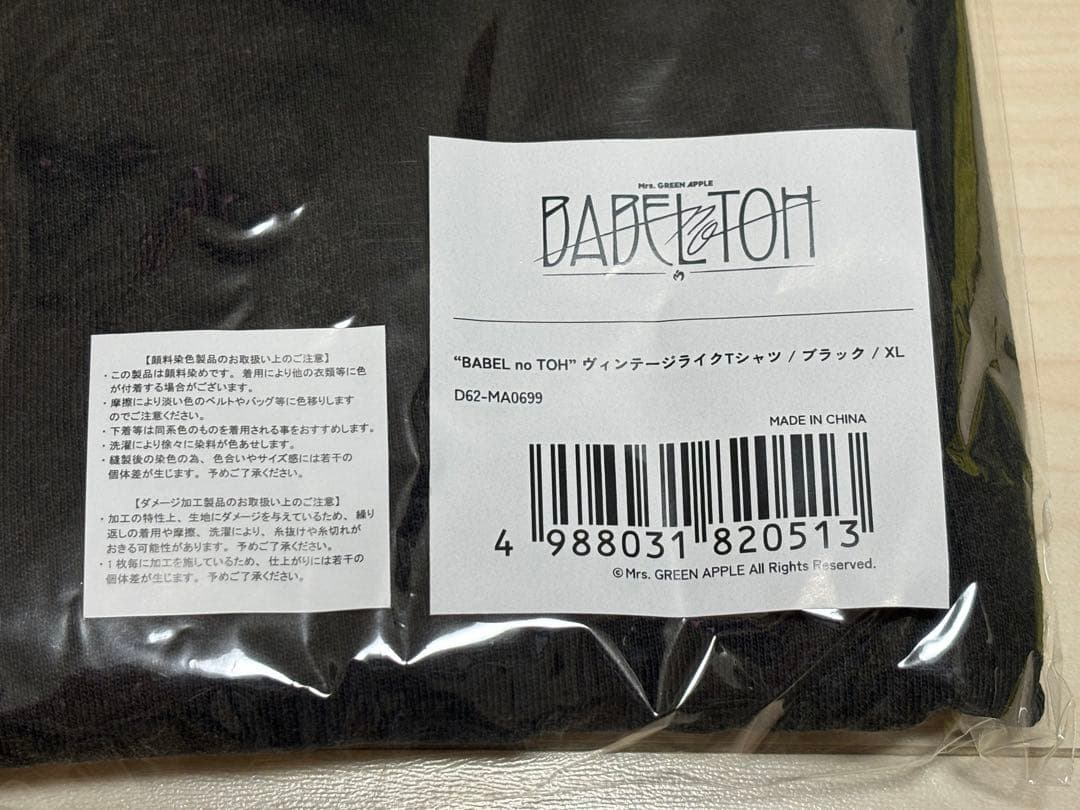 【顔料染色製品のお取扱い上のご注意】
・この製品は顔料染めです。着用により他の衣類等に色
が付着する場合がございます。
・摩擦により淡い色のベルトやバッグ等に色移りします
のでご注意ください。
・下着等は同系色のものを着用される事をおすすめします。
・洗濯により徐々に染料が色あせします。
・縫製後の染色の為、色合いやサイズ感には若干の
個体差が生じます。予めご了承ください。
【ダメージ加工製品のお取扱い上のご注意】
・加工の特性上、生地にダメージを与えているため、繰り
返しの着用や摩擦、洗濯により、糸抜けや糸切れが
おきる可能性があります。予めご了承ください。
・1枚毎に加工を施しているため、仕上がりには若干の
個体差が生じます。予めご了承ください。
Mrs. GREEN APPLE
BABEL no TOH
“BABEL no TOH” ヴィンテージライクTシャツ / ブラック / XL
D62-MA0699
MADE IN CHINA
4 988031 820513
©Mrs. GREEN APPLE All Rights Reserved.